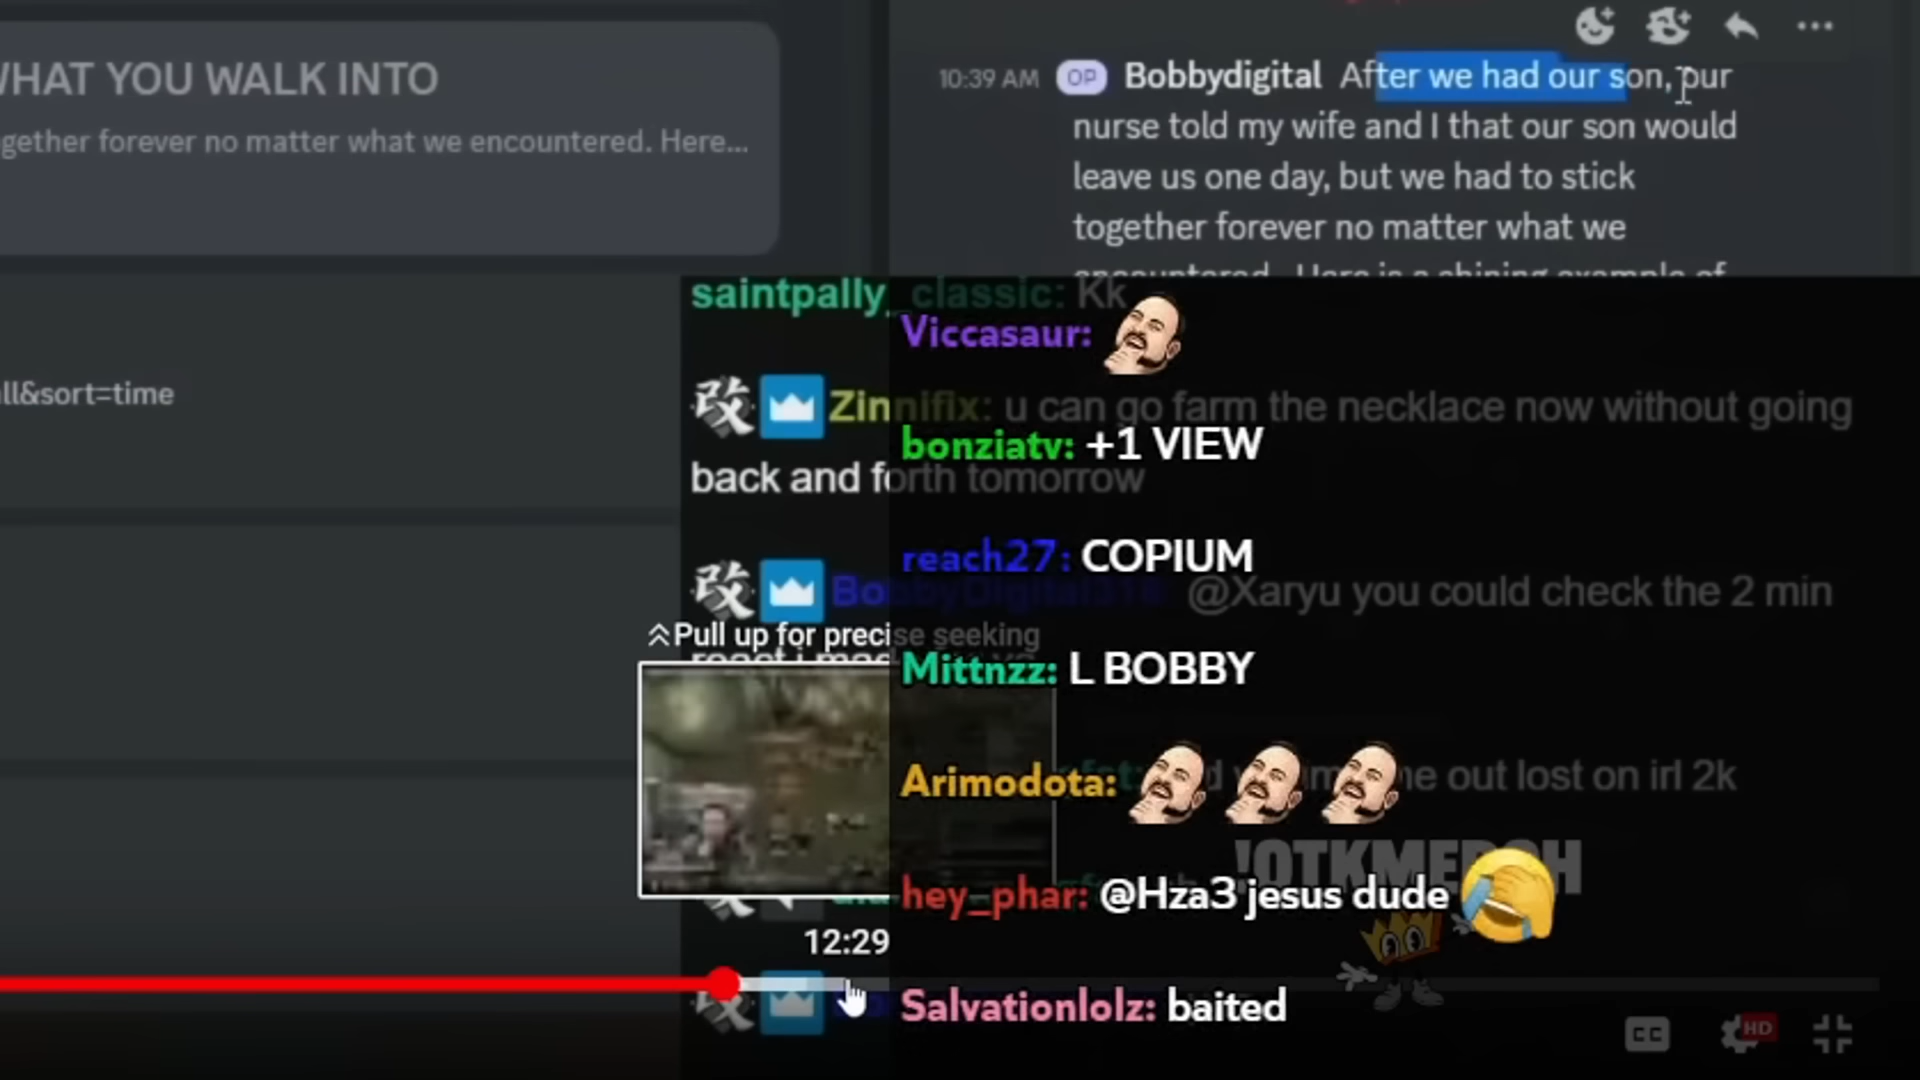 WHAT YOU WALK INTO
gether forever no matter what we encountered. Here...
ll&sort=time
10:39 AM OP Bobbydigital After we had our son, our
nurse told my wife and I that our son would
leave us one day, but we had to stick
together forever no matter what we
encountered. Here is a shining example of
saintpally_classic: Kk
Viccasaur:
改 Zinnifix: u can go farm the necklace now without going
bonziatv: +1 VIEW
back and forth tomorrow
reach27: COPIUM
改 BobbyDigital @Xaryu you could check the 2 min
Pull up for precise seeking
Mittnzz: L BOBBY
Arimodota:
me out lost on irl 2k
!OTKMERCH
hey_phar: @Hza3 jesus dude
12:29
Salvationlolz: baited
CC
HD